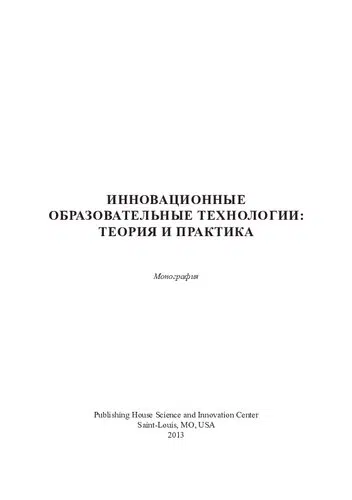 ИННОВАЦИОННЫЕ
ОБРАЗОВАТЕЛЬНЫЕ ТЕХНОЛОГИИ:
ТЕОРИЯ И ПРАКТИКА
Монография
Publishing House Science and Innovation Center
Saint-Louis, MO, USA
2013